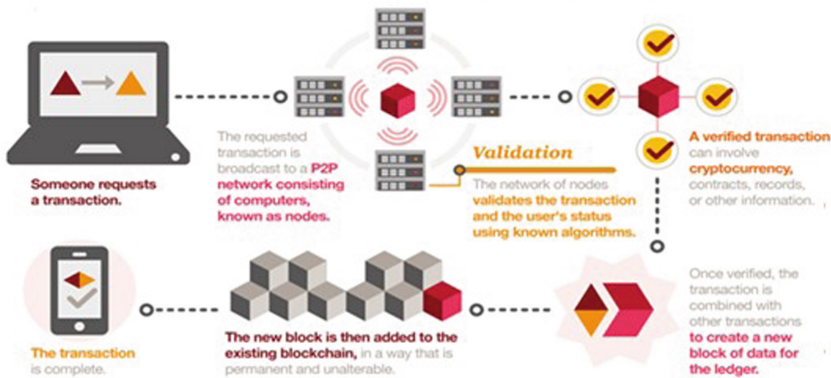 Someone requests
a transaction.
The requested
transaction is
broadcast to a P2P
network consisting
of computers,
known as nodes.
Validation
The network of nodes
validates the transaction
and the user's status
using known algorithms.
A verified transaction
can involve
cryptocurrency,
contracts, records,
or other information.
Once verified, the
transaction is
combined with
other transactions
to create a new
block of data for
the ledger.
The new block is then added to the
existing blockchain, in a way that is
permanent and unalterable.
The transaction
is complete.